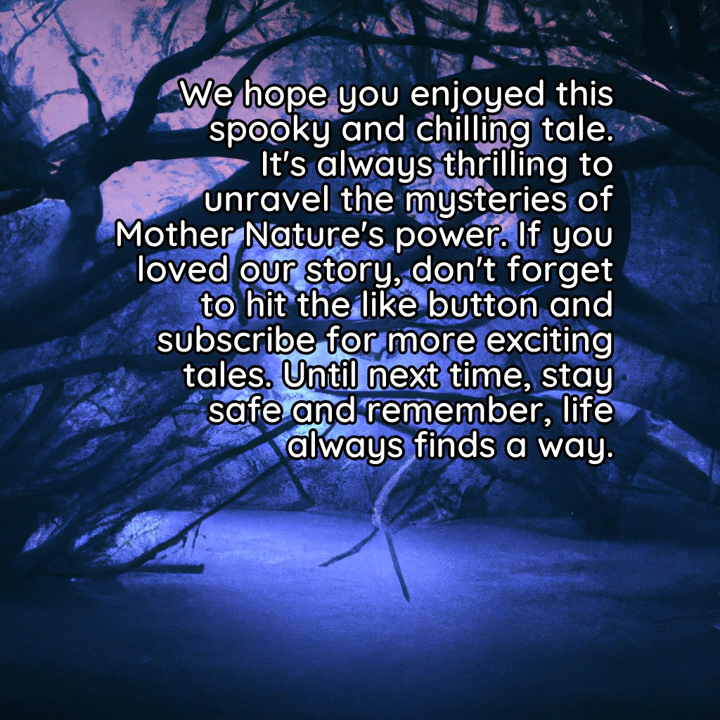 We hope you enjoyed this
spooky and chilling tale.
It's always thrilling to
unravel the mysteries of
Mother Nature's power. If you
loved our story, don't forget
to hit the like button and
subscribe for more exciting
tales. Until next time, stay
safe and remember, life
always finds a way.